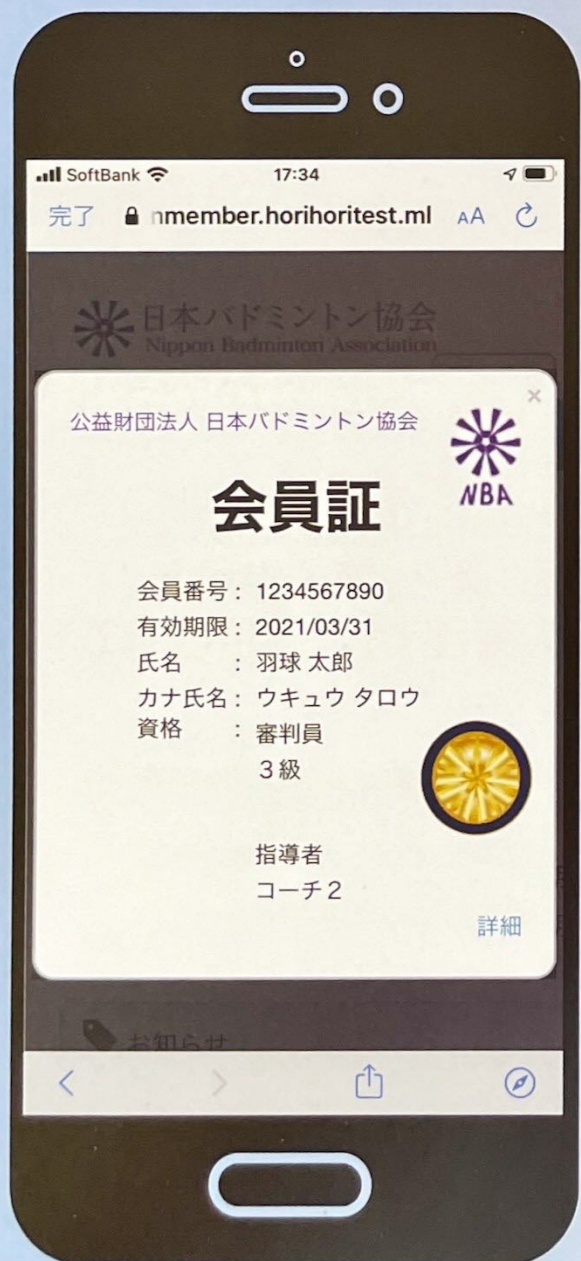 SoftBank 17:34
完了 nmember.horihoritest.ml AA
日本バドミントン協会
Nippon Badminton Association
公益財団法人 日本バドミントン協会
NBA
会員証
会員番号 : 1234567890
有効期限 : 2021/03/31
氏名 : 羽球 太郎
カナ氏名 : ウキュウ タロウ
資格 : 審判員
３級
指導者
コーチ２
詳細
お知らせ